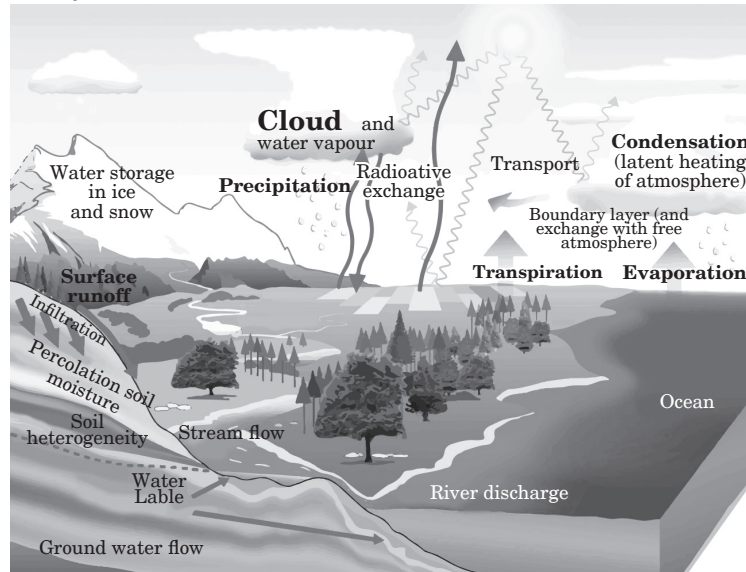 Cloud and
water vapour
Condensation
(latent heating
of atmosphere)
Water storage
in ice
and snow
Precipitation
Radioative
exchange
Transport
Boundary layer (and
exchange with free
atmosphere)
Transpiration
Evaporation
Surface
runoff
Infiltration
Percolation soil
moisture
Soil
heterogeneity
Stream flow
Ocean
Water
Lable
River discharge
Ground water flow